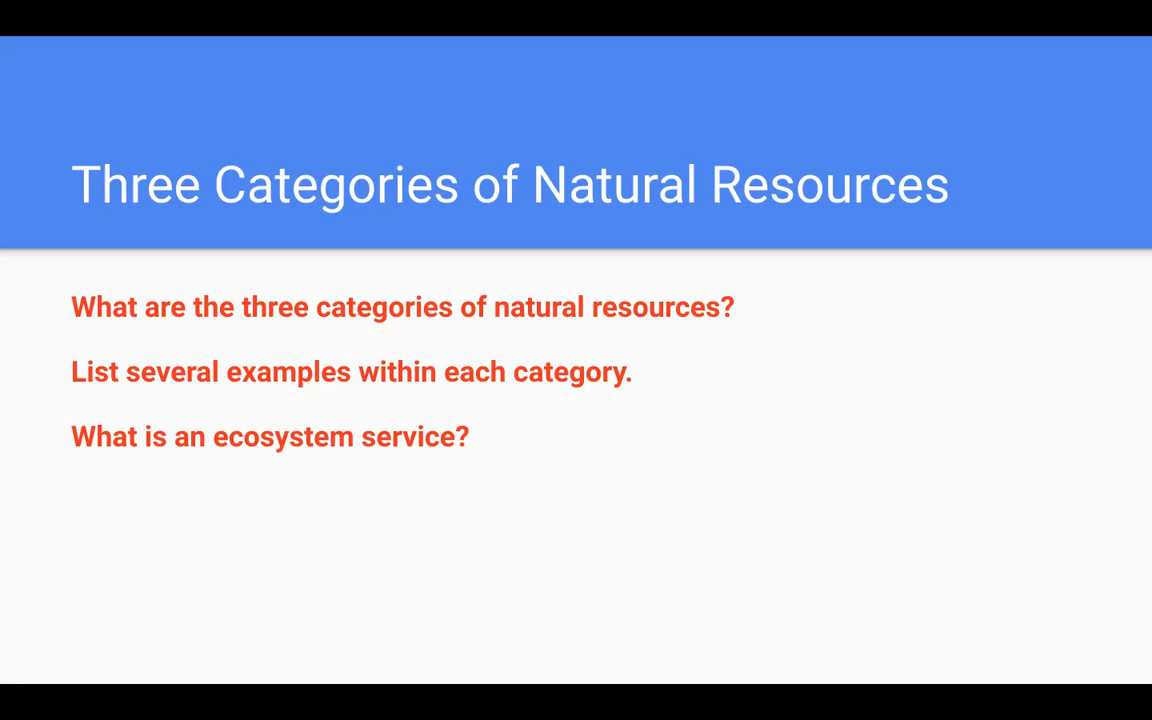 Three Categories of Natural Resources
What are the three categories of natural resources?
List several examples within each category.
What is an ecosystem service?